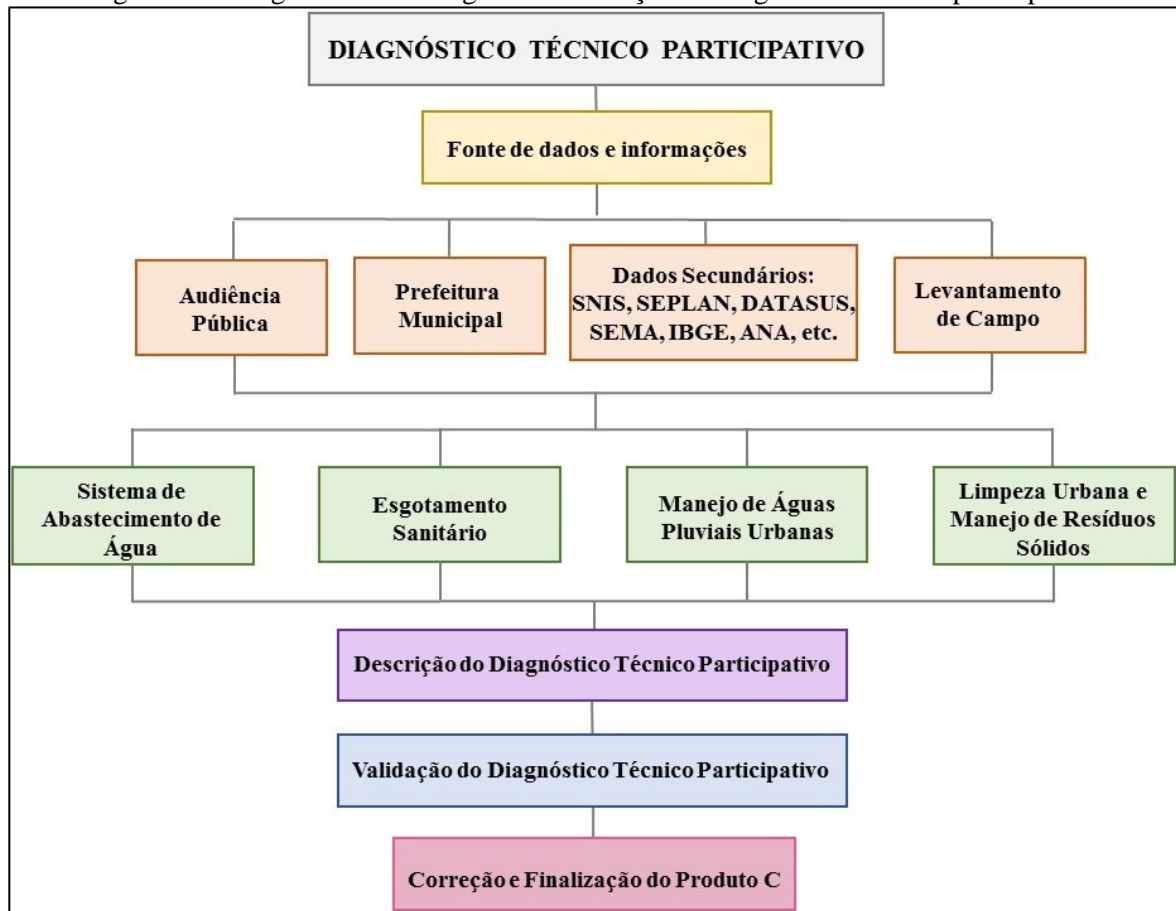 DIAGNÓSTICO TÉCNICO PARTICIPATIVO
Fonte de dados e informações
Audiência
Pública
Prefeitura
Municipal
Dados Secundários:
SNIS, SEPLAN, DATASUS,
SEMA, IBGE, ANA, etc.
Levantamento
de Campo
Sistema de
Abastecimento de
Água
Esgotamento
Sanitário
Manejo de Águas
Pluviais Urbanas
Limpeza Urbana e
Manejo de Resíduos
Sólidos
Descrição do Diagnóstico Técnico Participativo
Validação do Diagnóstico Técnico Participativo
Correção e Finalização do Produto C